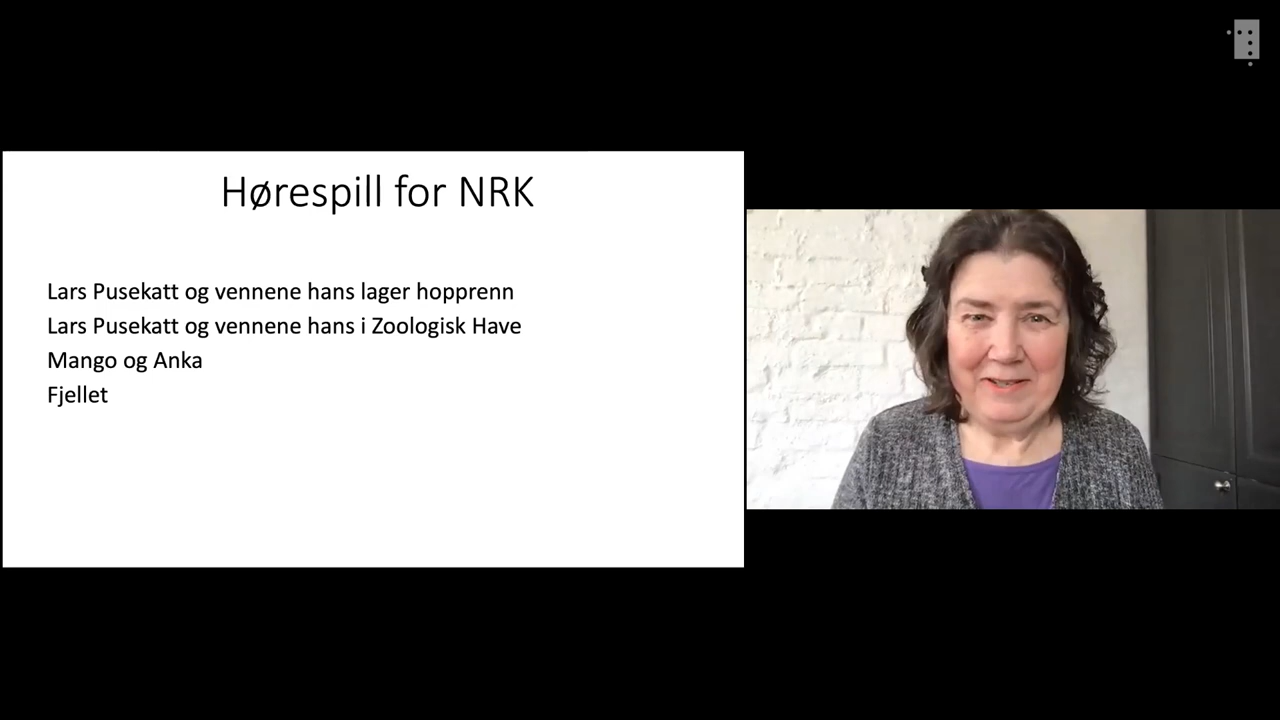 Hørespill for NRK
Lars Pusekatt og vennene hans lager hopprenn
Lars Pusekatt og vennene hans i Zoologisk Have
Mango og Anka
Fjellet